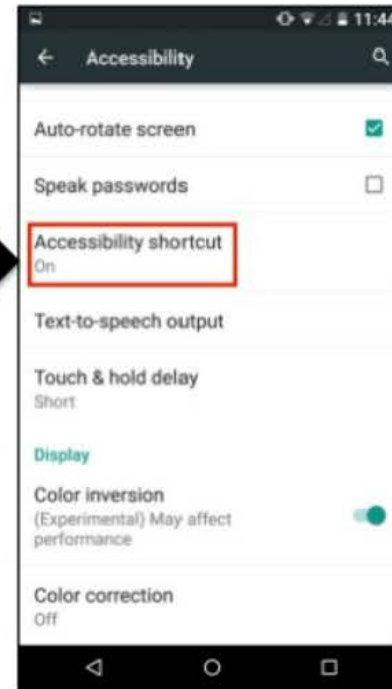 11:44
Accessibility
Auto-rotate screen
Speak passwords
Accessibility shortcut
On
Text-to-speech output
Touch & hold delay
Short
Display
Color inversion
(Experimental) May affect
performance
Color correction
Off